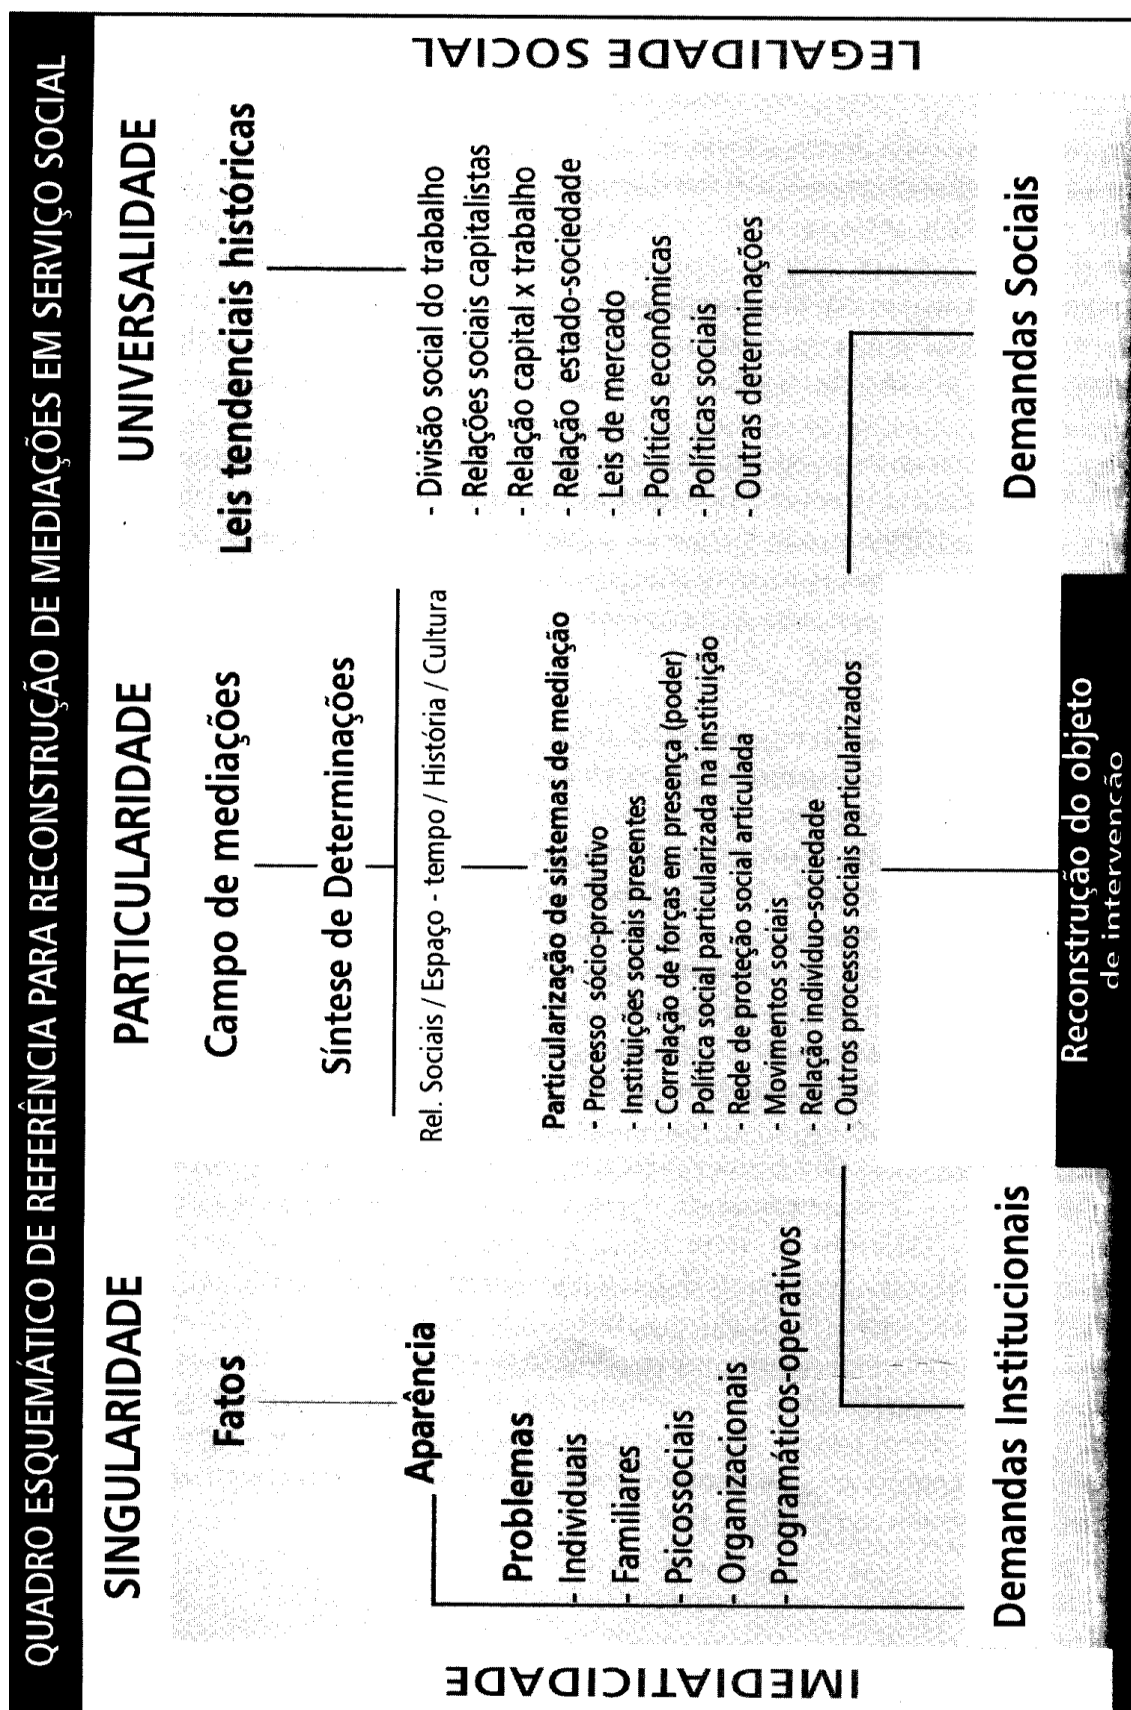 QUADRO ESQUEMÁTICO DE REFERÊNCIA PARA RECONSTRUÇÃO DE MEDIAÇÕES EM SERVIÇO SOCIAL
IMEDIATICIDADE
SINGULARIDADE
Fatos
Aparência
Problemas
- Individuais
- Familiares
- Psicossociais
- Organizacionais
- Programáticos-operativos
Demandas Institucionais
PARTICULARIDADE
Campo de mediações
Síntese de Determinações
Rel. Sociais / Espaço - tempo / História / Cultura
Particularização de sistemas de mediação
- Processo sócio-produtivo
- Instituições sociais presentes
- Correlação de forças em presença (poder)
- Política social particularizada na instituição
- Rede de proteção social articulada
- Movimentos sociais
- Relação indivíduo-sociedade
- Outros processos sociais particularizados
Reconstrução do objeto
de intervenção
UNIVERSALIDADE
Leis tendenciais históricas
- Divisão social do trabalho
- Relações sociais capitalistas
- Relação capital x trabalho
- Relação estado-sociedade
- Leis de mercado
- Políticas econômicas
- Políticas sociais
- Outras determinações
Demandas Sociais
LEGALIDADE SOCIAL